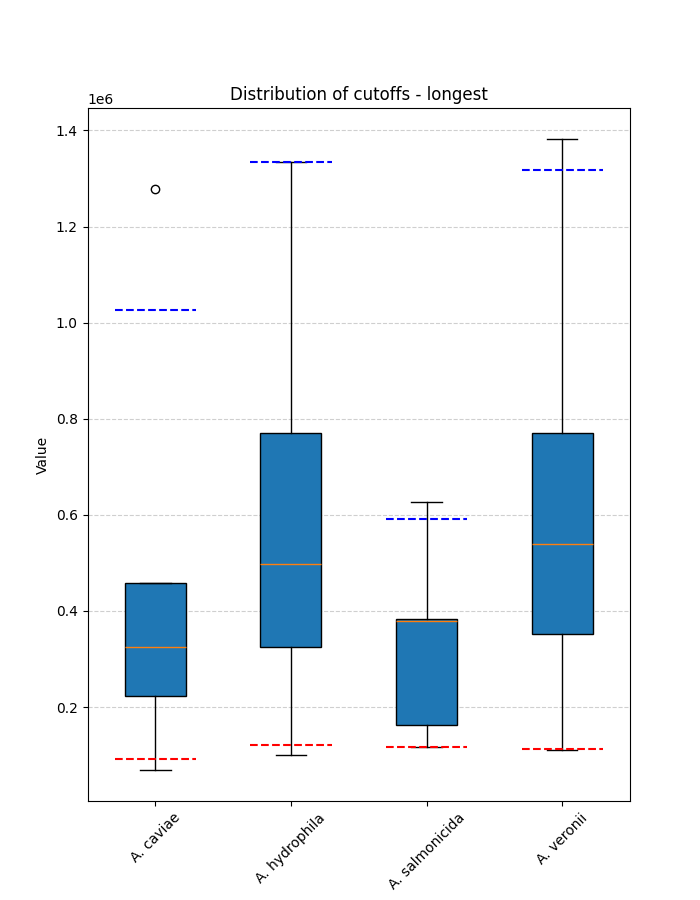 Distribution of cutoffs - longest
1e6
1.4
1.2
1.0
0.8
0.6
0.4
0.2
Value
A. caviae
A. hydrophila
A. salmonicida
A. veronii